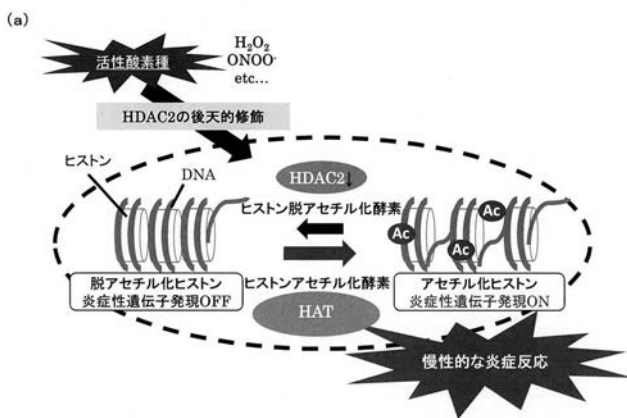 (a)
活性酸素種
H₂O₂
ONOO⁻
etc...
HDAC2の後天的修飾
ヒストン
DNA
HDAC2↓
ヒストン脱アセチル化酵素
Ac
Ac
Ac
脱アセチル化ヒストン
炎症性遺伝子発現OFF
ヒストンアセチル化酵素
HAT
アセチル化ヒストン
炎症性遺伝子発現ON
慢性的な炎症反応